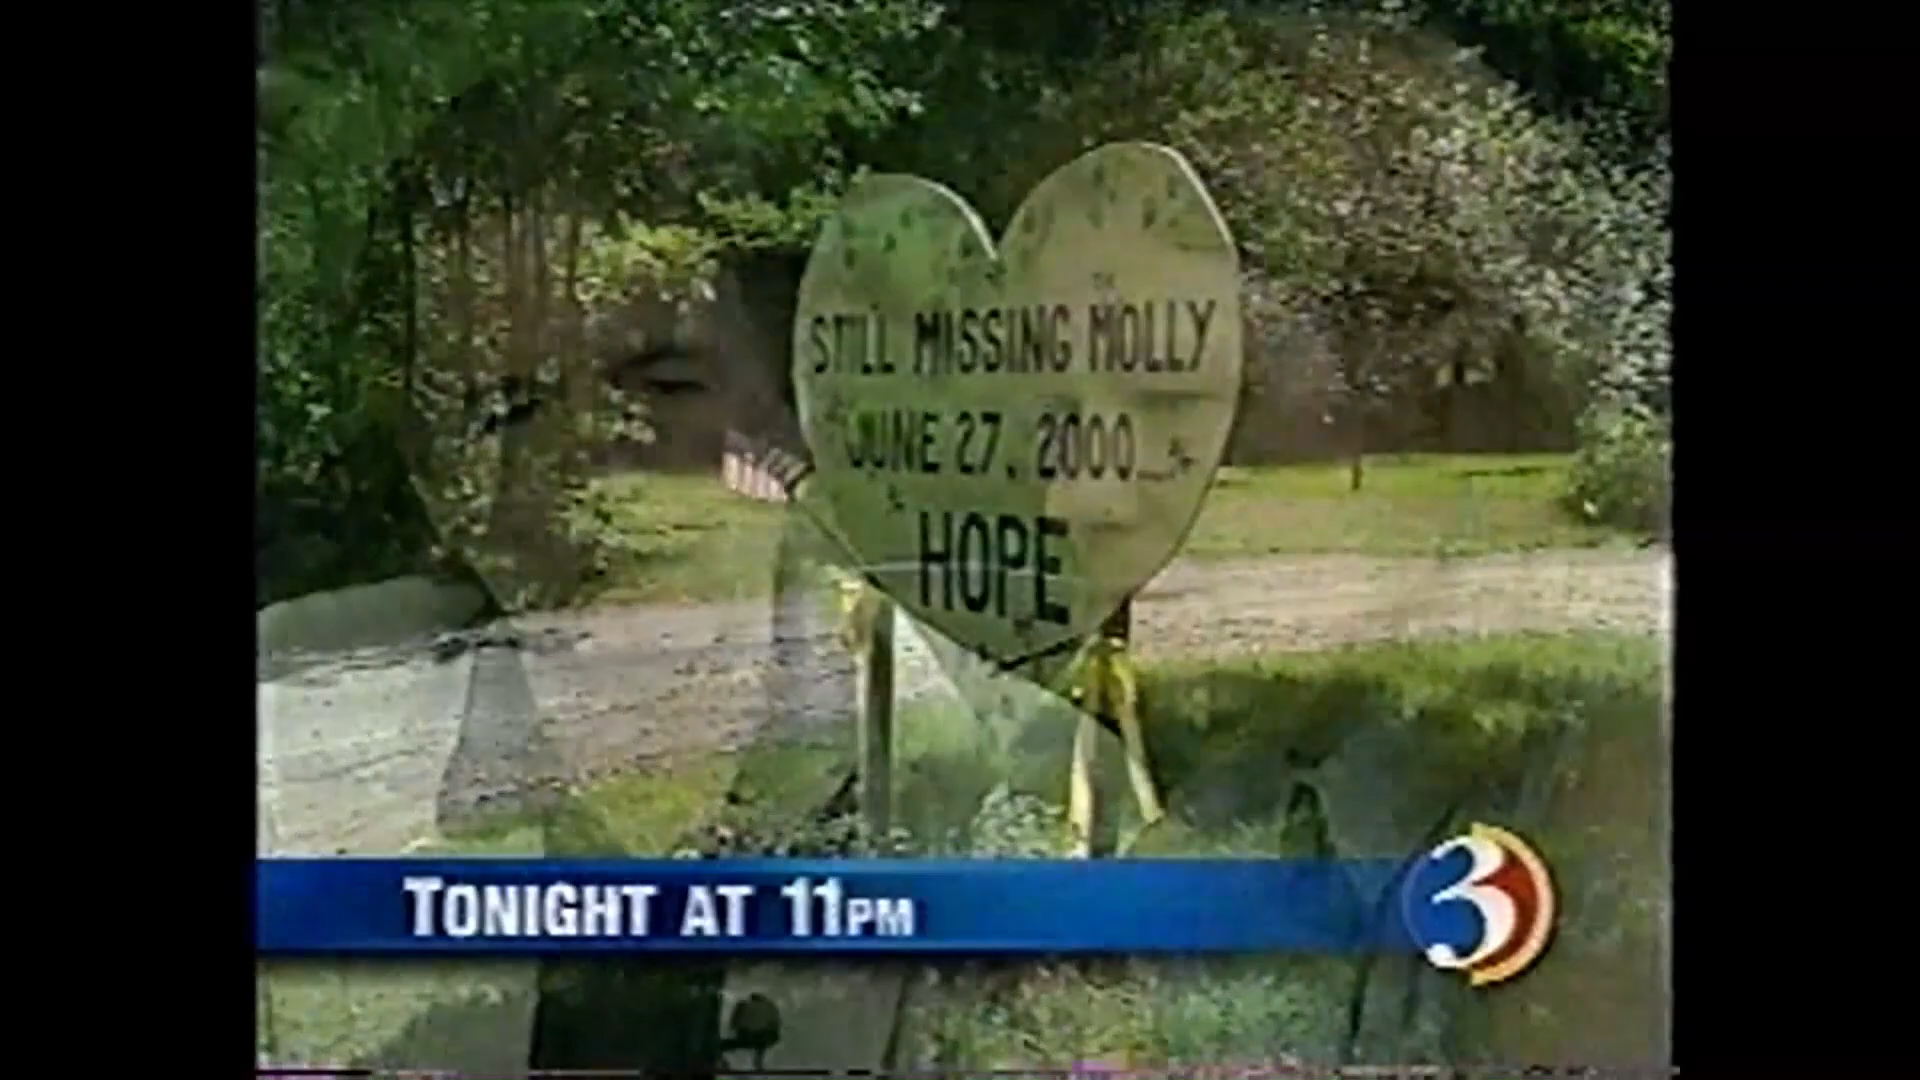 STILL MISSING MOLLY
JUNE 27, 2000
HOPE
TONIGHT AT 11PM
3